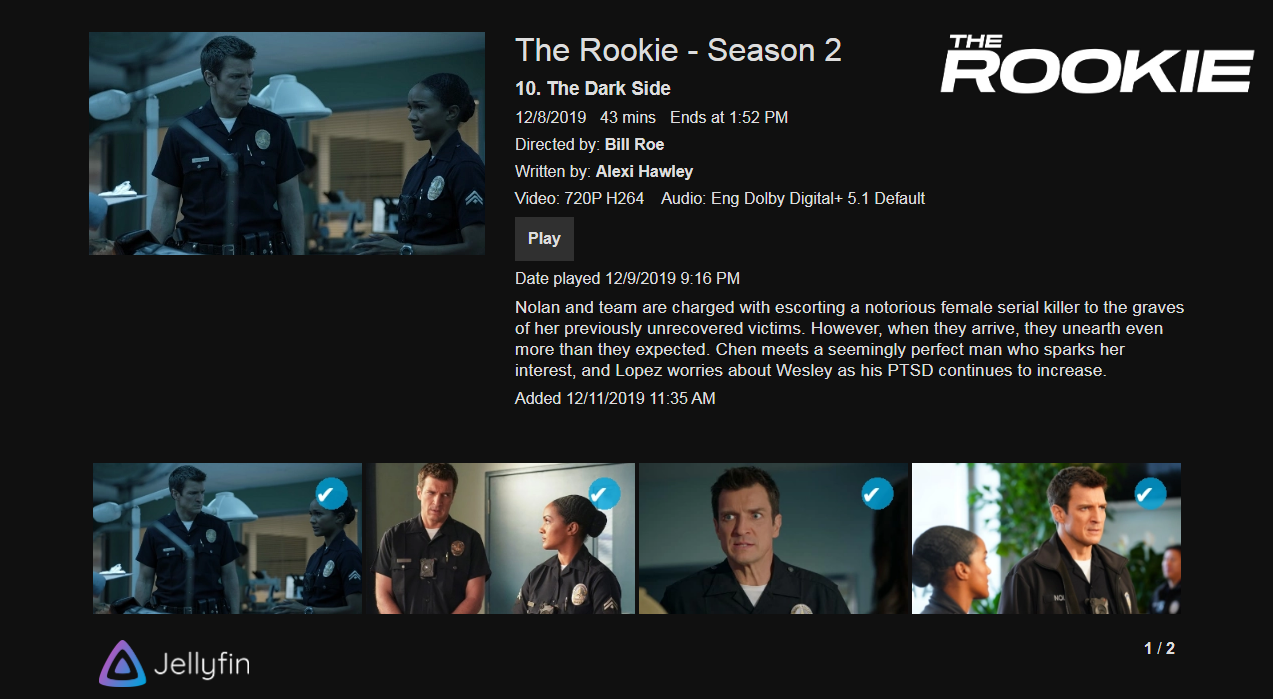 The Rookie - Season 2
THE
ROOKIE
10. The Dark Side
12/8/2019 43 mins Ends at 1:52 PM
Directed by: Bill Roe
Written by: Alexi Hawley
Video: 720P H264 Audio: Eng Dolby Digital+ 5.1 Default
Play
Date played 12/9/2019 9:16 PM
Nolan and team are charged with escorting a notorious female serial killer to the graves
of her previously unrecovered victims. However, when they arrive, they unearth even
more than they expected. Chen meets a seemingly perfect man who sparks her
interest, and Lopez worries about Wesley as his PTSD continues to increase.
Added 12/11/2019 11:35 AM
Jellyfin
1 / 2